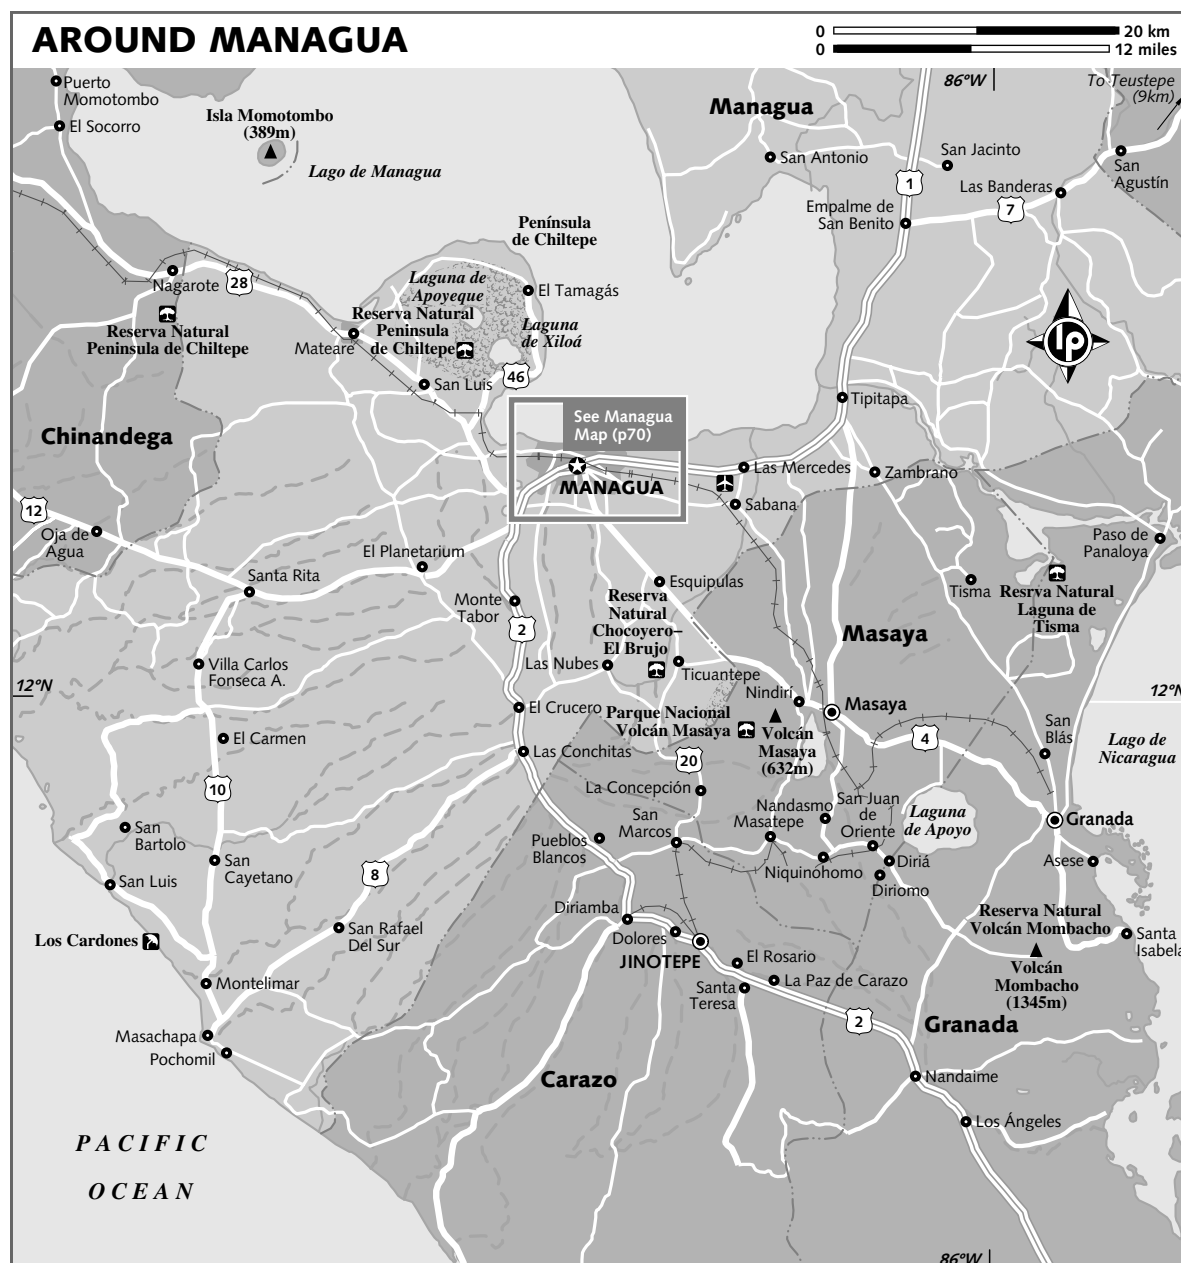 AROUND MANAGUA
0 20 km
0 12 miles
86°W
To Teustepe
(9km)
Puerto
Momotombo
El Socorro
Isla Momotombo
(389m)
Lago de Managua
Managua
San Antonio
San Jacinto
San
Agustín
Las Banderas
1
7
Empalme de
San Benito
Península
de Chiltepe
Nagarote
28
Laguna de
Apoyeque
El Tamagás
Reserva Natural
Peninsula de Chiltepe
Reserva Natural
Peninsula
de Chiltepe
Laguna
de Xiloá
lp
Mateare
San Luis
46
Tipitapa
See Managua
Map (p70)
Chinandega
Las Mercedes
Zambrano
MANAGUA
Sabana
12
Oja de
Agua
Paso de
Panaloya
El Planetarium
Santa Rita
Esquipulas
Tisma
Resrva Natural
Laguna de
Tisma
Monte
Tabor
2
Reserva
Natural
Chocoyero–
El Brujo
Masaya
Villa Carlos
Fonseca A.
Las Nubes
Ticuantepe
12°N
12°N
Nindirí
Masaya
El Crucero
Parque Nacional
Volcán Masaya
Volcán
Masaya
(632m)
El Carmen
Las Conchitas
4
San
Blás
Lago de
Nicaragua
20
10
La Concepción
Nandasmo
San Juan
de
Oriente
Laguna
de Apoyo
San
Bartolo
San
Marcos
Masatepe
Granada
Pueblos
Blancos
San
Cayetano
8
Niquinohomo
Diriá
Diriomo
Asese
San Luis
Diriamba
Reserva Natural
Volcán Mombacho
Los Cardones
San Rafael
Del Sur
Dolores
JINOTEPE
El Rosario
Santa
Isabela
Volcán
Mombacho
(1345m)
Montelimar
Santa
Teresa
La Paz de Carazo
2
Granada
Masachapa
Pochomil
Carazo
Nandaime
Los Ángeles
PACIFIC
OCEAN
86°W